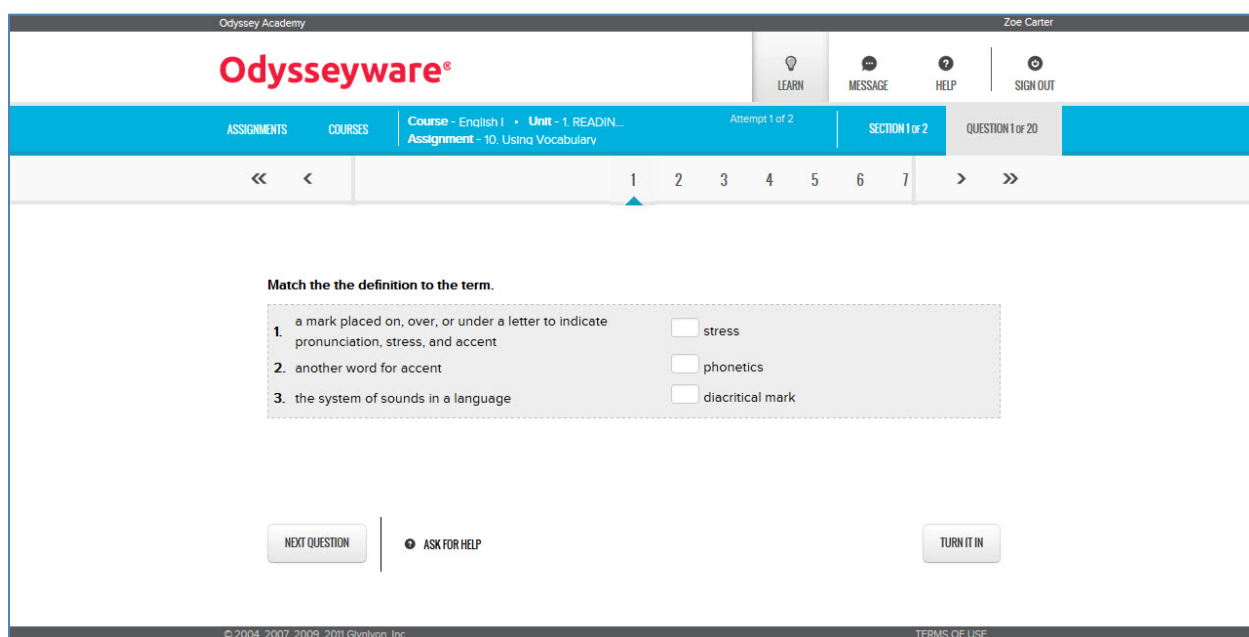 Odyssey Academy Zoe Carter
Odysseyware®
LEARN MESSAGE HELP SIGN OUT
ASSIGNMENTS COURSES Course - English I • Unit - 1. READIN... Attempt 1 of 2 SECTION 1 OF 2 QUESTION 1 OF 20
Assignment - 10. Using Vocabulary
« < 1 2 3 4 5 6 7 > »
Match the the definition to the term.
1. a mark placed on, over, or under a letter to indicate
pronunciation, stress, and accent
stress
2. another word for accent phonetics
3. the system of sounds in a language diacritical mark
NEXT QUESTION ASK FOR HELP TURN IT IN
© 2004, 2007, 2009, 2011 Glynlyon, Inc. TERMS OF USE